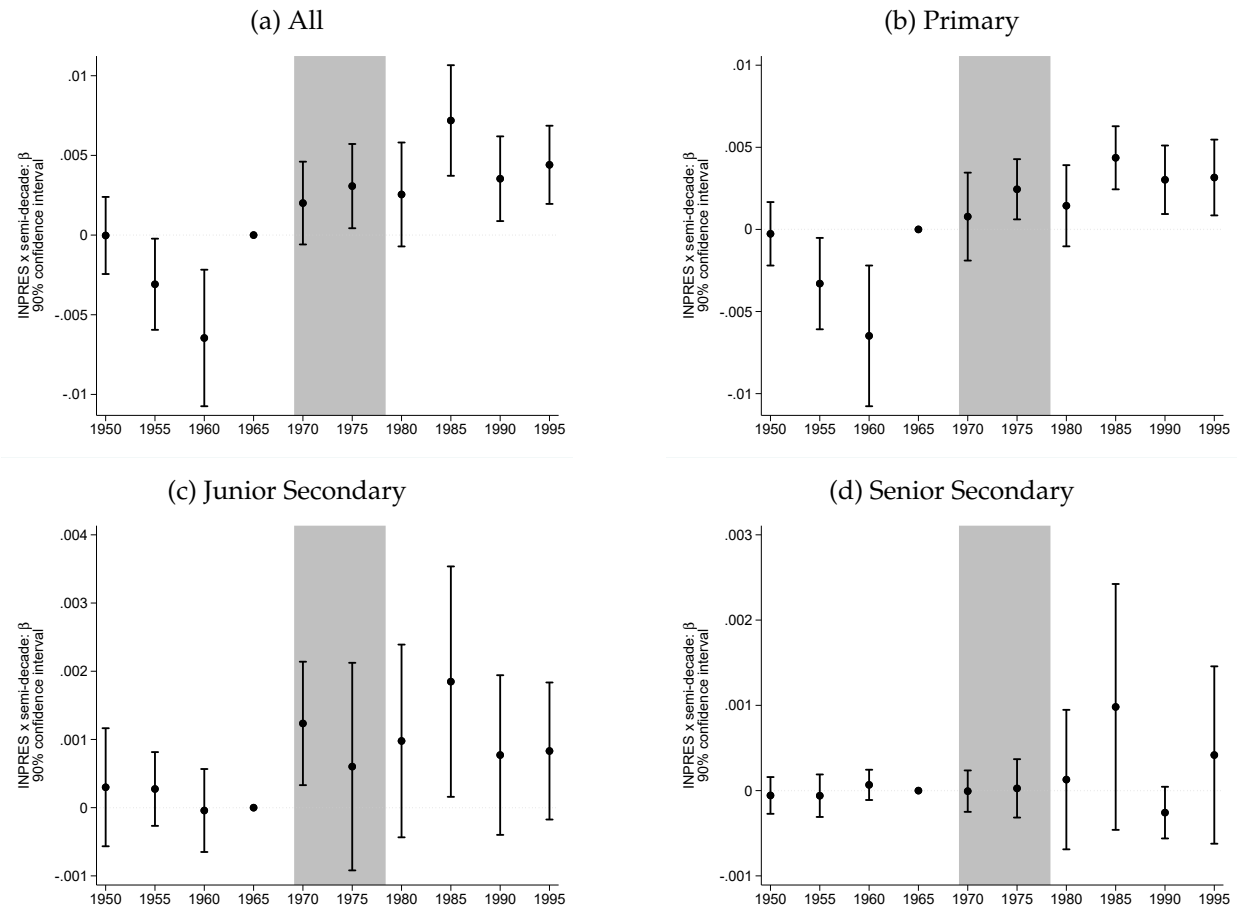 (a) All
.01
.005
0
-.005
-.01
INPRES x semi-decade: β
90% confidence interval
1950 1955 1960 1965 1970 1975 1980 1985 1990 1995
(b) Primary
.01
.005
0
-.005
-.01
INPRES x semi-decade: β
90% confidence interval
1950 1955 1960 1965 1970 1975 1980 1985 1990 1995
(c) Junior Secondary
.004
.003
.002
.001
0
-.001
INPRES x semi-decade: β
90% confidence interval
1950 1955 1960 1965 1970 1975 1980 1985 1990 1995
(d) Senior Secondary
.003
.002
.001
0
-.001
INPRES x semi-decade: β
90% confidence interval
1950 1955 1960 1965 1970 1975 1980 1985 1990 1995